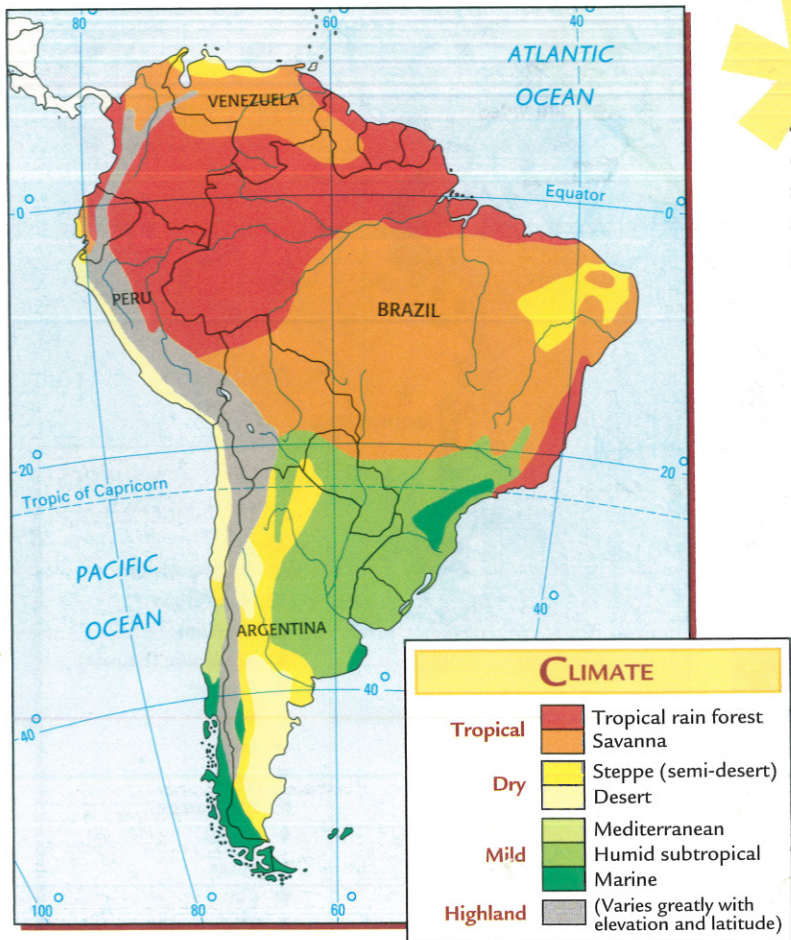 80°
60°
40°
ATLANTIC
OCEAN
VENEZUELA
Equator
0°
0°
PERU
BRAZIL
20°
20°
Tropic of Capricorn
PACIFIC
OCEAN
40°
ARGENTINA
40°
40°
100°
80°
60°
CLIMATE
Tropical
Tropical rain forest
Savanna
Dry
Steppe (semi-desert)
Desert
Mild
Mediterranean
Humid subtropical
Marine
Highland
(Varies greatly with
elevation and latitude)